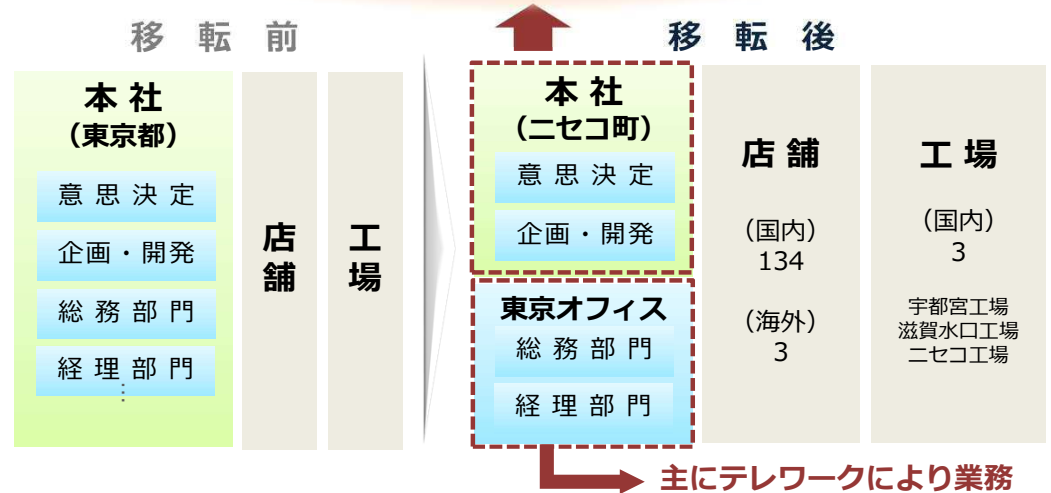 移転前
本社
（東京都）
意思決定
企画・開発
総務部門
経理部門
⋮
店舗
工場
移転後
本社
（ニセコ町）
意思決定
企画・開発
東京オフィス
総務部門
経理部門
店舗
（国内）
134
（海外）
3
工場
（国内）
3
宇都宮工場
滋賀水口工場
ニセコ工場
主にテレワークにより業務